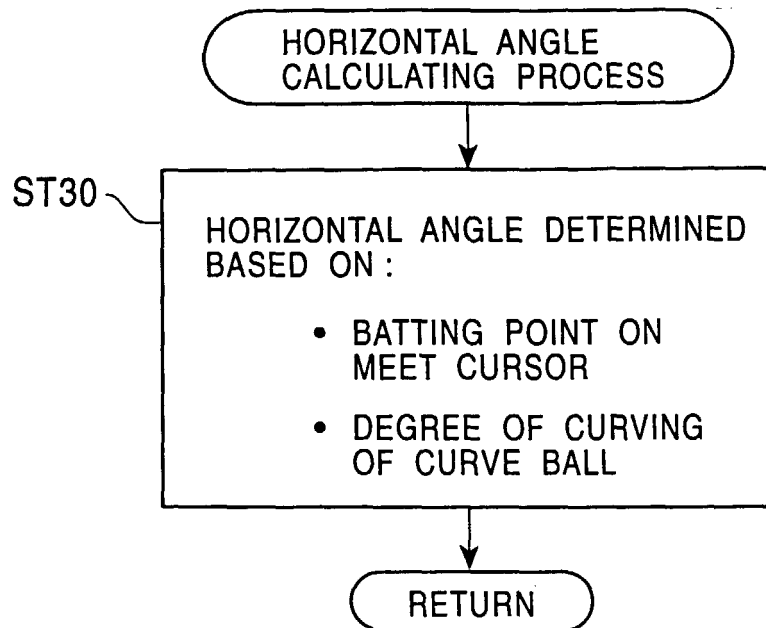 HORIZONTAL ANGLE
CALCULATING PROCESS
ST30
HORIZONTAL ANGLE DETERMINED
BASED ON :
• BATTING POINT ON
MEET CURSOR
• DEGREE OF CURVING
OF CURVE BALL
RETURN